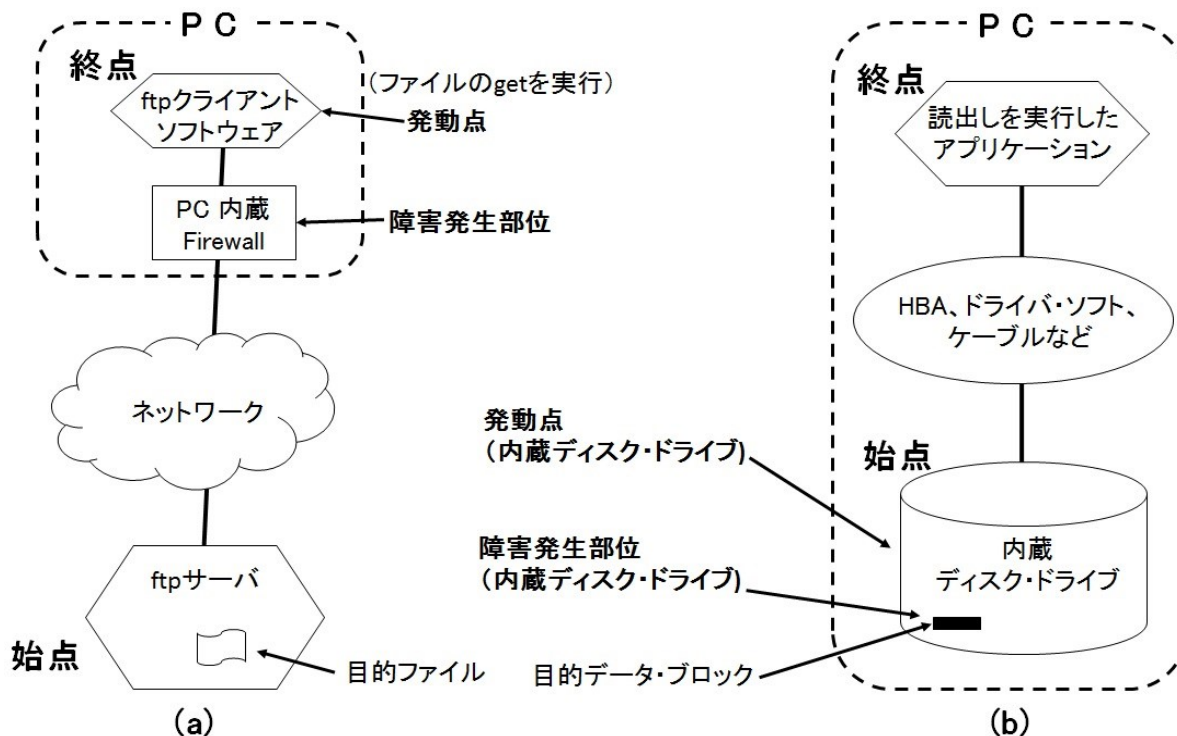 PC
終点
ftpクライアント
ソフトウェア
(ファイルのgetを実行)
発動点
PC 内蔵
Firewall
障害発生部位
ネットワーク
ftpサーバ
始点
目的ファイル
(a)
PC
終点
読出しを実行した
アプリケーション
HBA、ドライバ・ソフト、
ケーブルなど
発動点
(内蔵ディスク・ドライブ)
始点
障害発生部位
(内蔵ディスク・ドライブ)
内蔵
ディスク・ドライブ
目的データ・ブロック
(b)